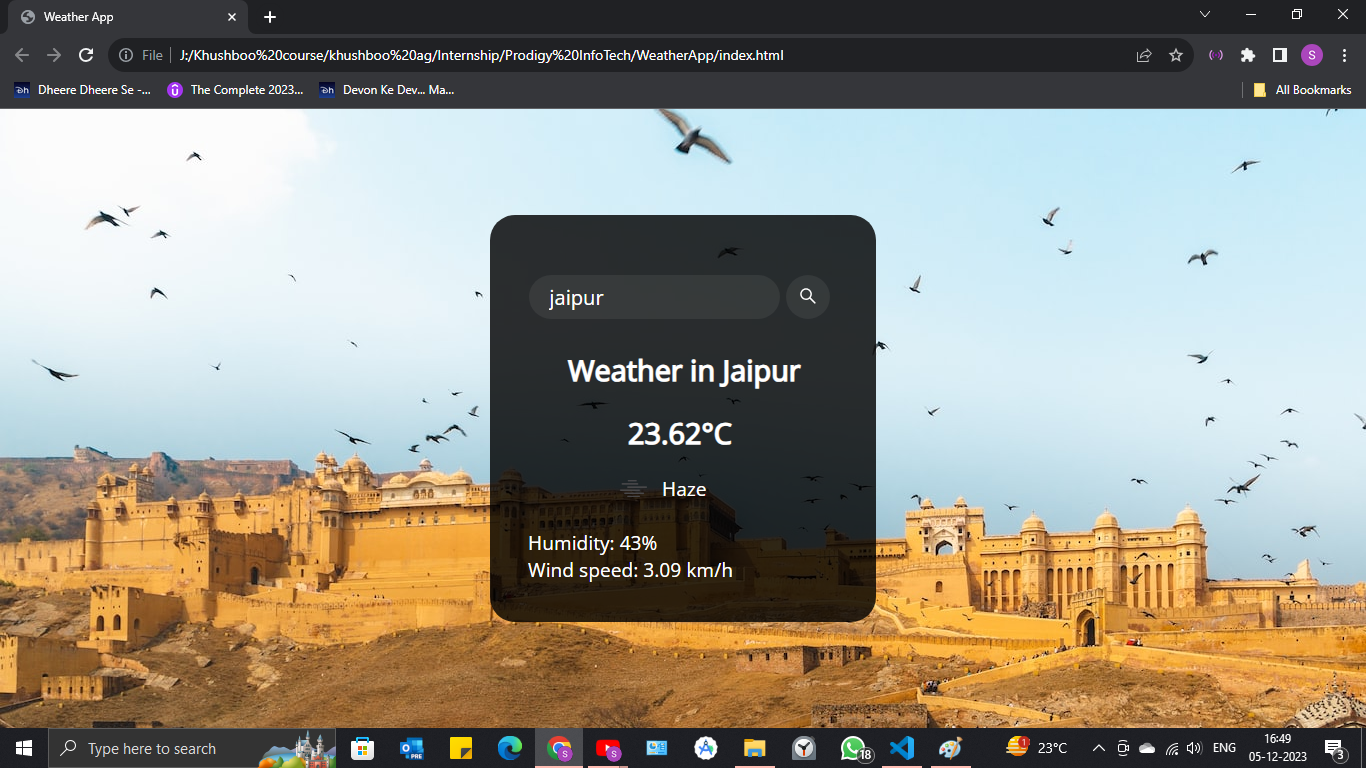 Weather App
File
J:/Khushboo%20course/khushboo%20ag/Internship/Prodigy%20InfoTech/WeatherApp/index.html
S
Dheere Dheere Se -...
The Complete 2023...
Devon Ke Dev... Ma...
All Bookmarks
jaipur
Weather in Jaipur
23.62°C
Haze
Humidity: 43%
Wind speed: 3.09 km/h
Type here to search
PRE
S
S
18
1
23°C
ENG
16:49
05-12-2023
3